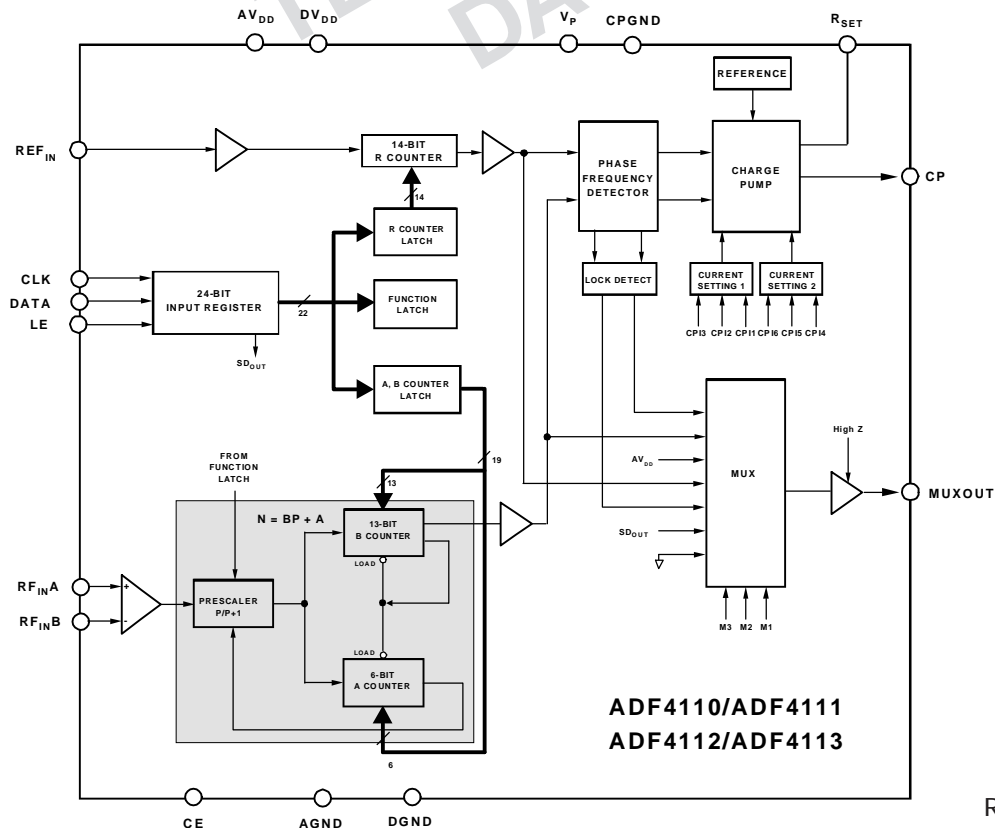 TE
DA
AVDD
DVDD
VP
CPGND
RSET
REFERENCE
REFIN
14-BIT
R COUNTER
14
PHASE
FREQUENCY
DETECTOR
CHARGE
PUMP
CP
R COUNTER
LATCH
CLK
DATA
LE
24-BIT
INPUT REGISTER
22
SDOUT
FUNCTION
LATCH
LOCK DETECT
CURRENT
SETTING 1
CURRENT
SETTING 2
CPI3 CPI2 CPI1 CPI6 CPI5 CPI4
A, B COUNTER
LATCH
19
13
FROM
FUNCTION
LATCH
N = BP + A
13-BIT
B COUNTER
LOAD
AVDD
SDOUT
MUX
High Z
MUXOUT
M3 M2 M1
RFINA
RFINB
+
-
PRESCALER
P/P+1
LOAD
6-BIT
A COUNTER
6
ADF4110/ADF4111
ADF4112/ADF4113
CE
AGND
DGND
R